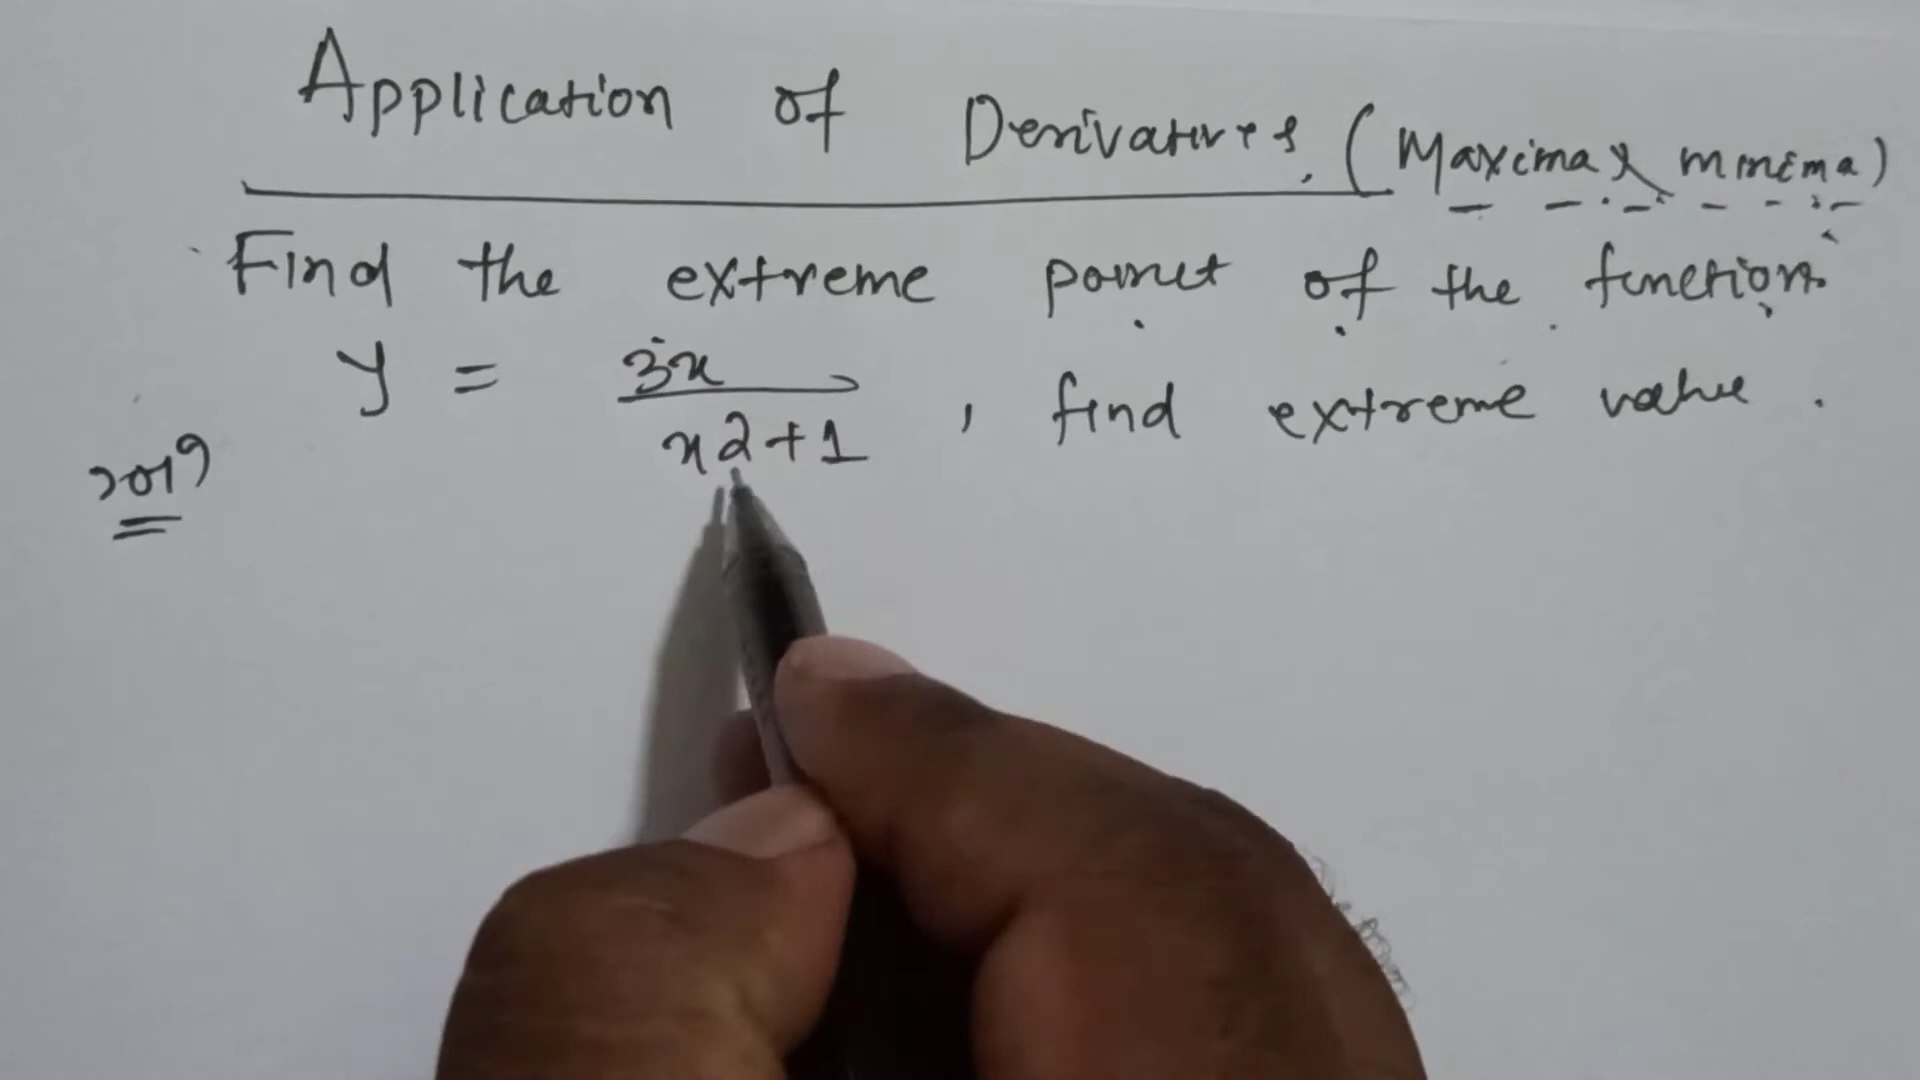 Application of Derivatives. (Maxima & minima)
Find the extreme point of the function
y = 3x / x2+1 , find extreme value .
2019